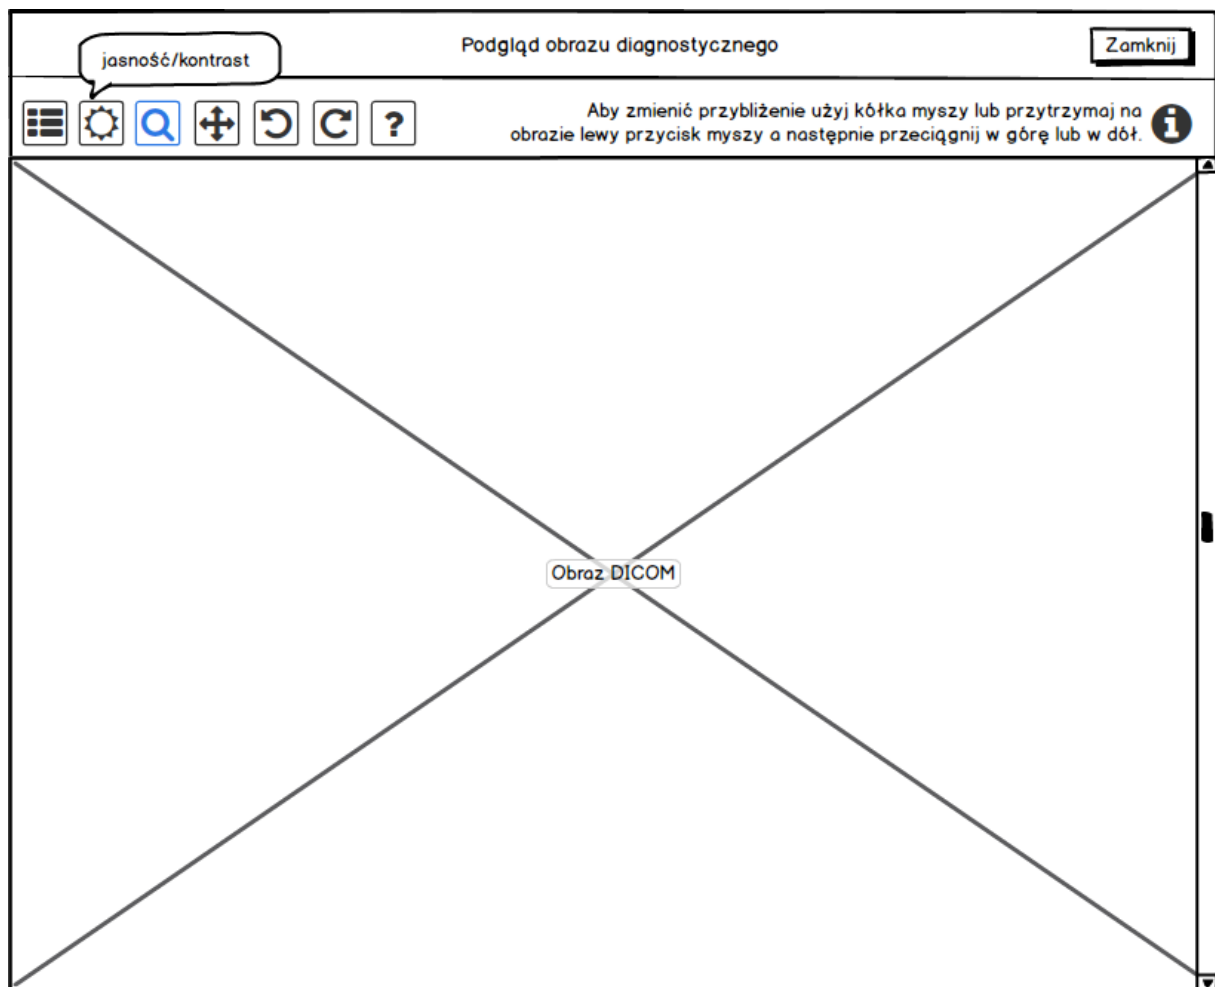 jasność/kontrast
Podgląd obrazu diagnostycznego
Zamknij
?
Aby zmienić przybliżenie użyj kółka myszy lub przytrzymaj na
obrazie lewy przycisk myszy a następnie przeciągnij w górę lub w dół.
Obraz DICOM